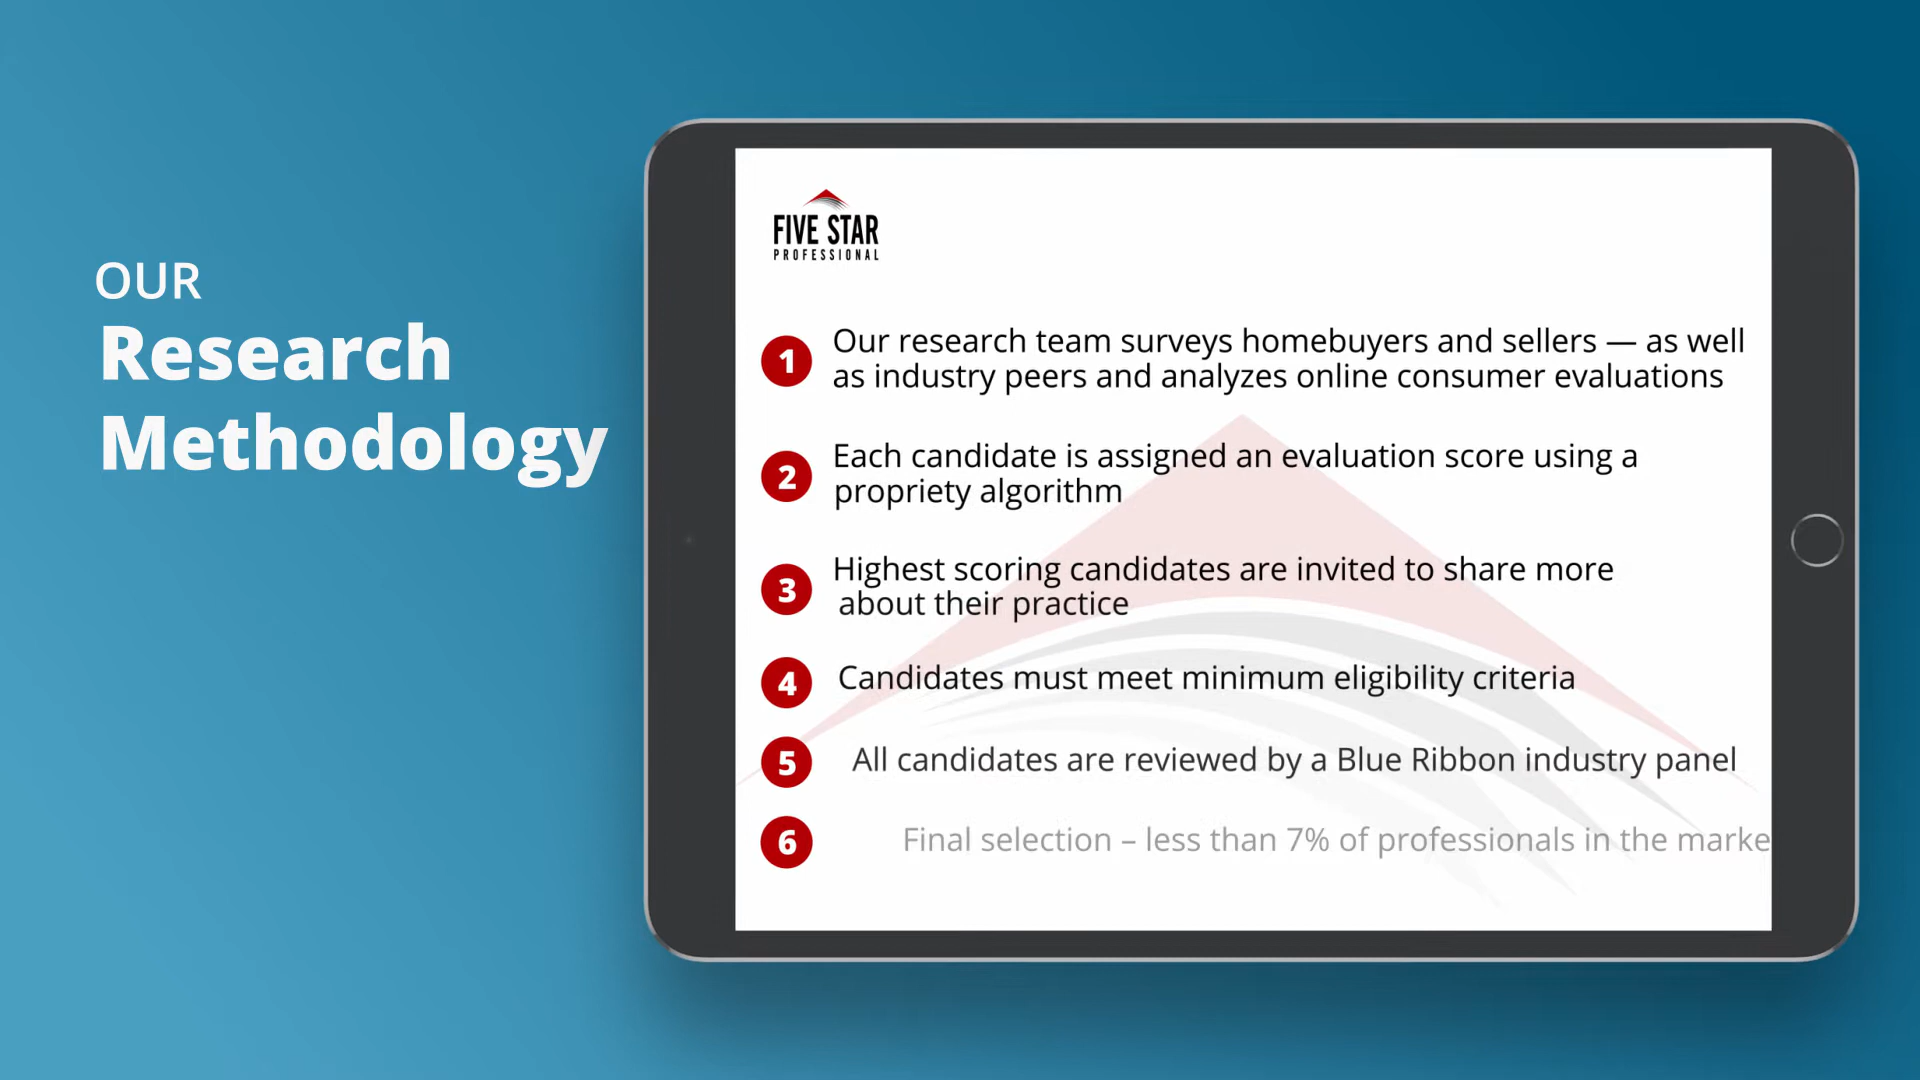 OUR
Research
Methodology
FIVE STAR
PROFESSIONAL
1 Our research team surveys homebuyers and sellers — as well
as industry peers and analyzes online consumer evaluations
2 Each candidate is assigned an evaluation score using a
propriety algorithm
3 Highest scoring candidates are invited to share more
about their practice
4 Candidates must meet minimum eligibility criteria
5 All candidates are reviewed by a Blue Ribbon industry panel
6 Final selection – less than 7% of professionals in the marke